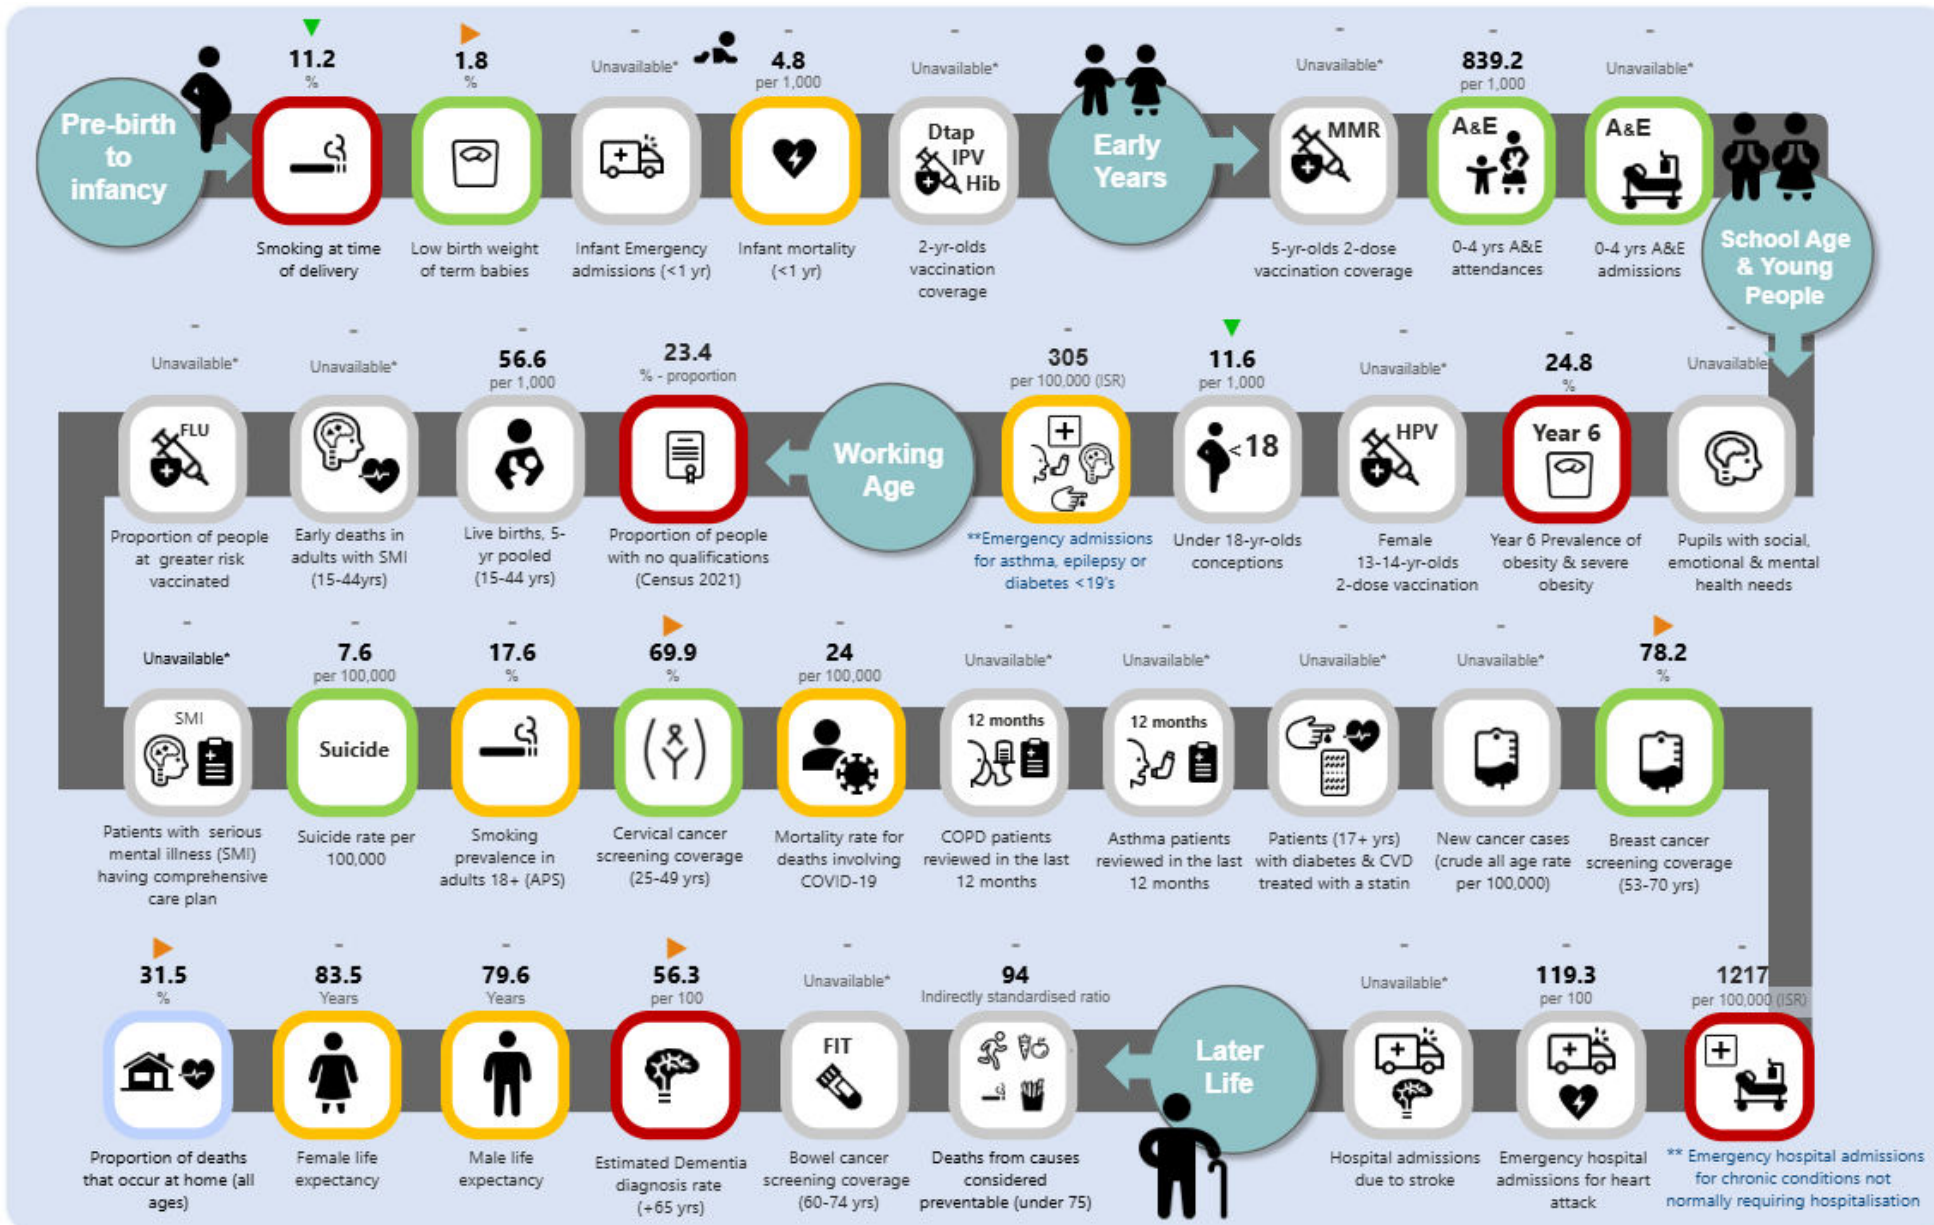 Pre-birth
to
infancy
11.2
%
Smoking at time
of delivery
1.8
%
Low birth weight
of term babies
-
Unavailable*
Infant Emergency
admissions (<1 yr)
-
4.8
per 1,000
Infant mortality
(<1 yr)
-
Unavailable*
Dtap
IPV
Hib
2-yr-olds
vaccination
coverage
Early
Years
-
Unavailable*
MMR
5-yr-olds 2-dose
vaccination coverage
-
839.2
per 1,000
A&E
0-4 yrs A&E
attendances
-
Unavailable*
A&E
0-4 yrs A&E
admissions
School Age
& Young
People
-
Unavailable
Pupils with social,
emotional & mental
health needs
-
24.8
%
Year 6
Year 6 Prevalence of
obesity & severe
obesity
-
Unavailable*
HPV
Female
13-14-yr-olds
2-dose vaccination
11.6
per 1,000
<18
Under 18-yr-olds
conceptions
-
305
per 100,000 (ISR)
**Emergency admissions
for asthma, epilepsy or
diabetes <19's
Working
Age
-
23.4
% - proportion
Proportion of people
with no qualifications
(Census 2021)
-
56.6
per 1,000
Live births, 5-
yr pooled
(15-44 yrs)
-
Unavailable*
Early deaths in
adults with SMI
(15-44yrs)
-
Unavailable*
FLU
Proportion of people
at greater risk
vaccinated
-
Unavailable*
SMI
Patients with serious
mental illness (SMI)
having comprehensive
care plan
-
7.6
per 100,000
Suicide
Suicide rate per
100,000
-
17.6
%
Smoking
prevalence in
adults 18+ (APS)
69.9
%
Cervical cancer
screening coverage
(25-49 yrs)
-
24
per 100,000
Mortality rate for
deaths involving
COVID-19
-
Unavailable*
12 months
COPD patients
reviewed in the last
12 months
-
Unavailable*
12 months
Asthma patients
reviewed in the last
12 months
-
Unavailable*
Patients (17+ yrs)
with diabetes & CVD
treated with a statin
-
Unavailable*
New cancer cases
(crude all age rate
per 100,000)
78.2
%
Breast cancer
screening coverage
(53-70 yrs)
-
1217
per 100,000 (ISR)
** Emergency hospital admissions
for chronic conditions not
normally requiring hospitalisation
-
119.3
per 100
Emergency hospital
admissions for heart
attack
-
Unavailable*
Hospital admissions
due to stroke
Later
Life
-
94
Indirectly standardised ratio
Deaths from causes
considered
preventable (under 75)
-
Unavailable*
FIT
Bowel cancer
screening coverage
(60-74 yrs)
56.3
per 100
Estimated Dementia
diagnosis rate
(+65 yrs)
-
79.6
Years
Male life
expectancy
-
83.5
Years
Female life
expectancy
31.5
%
Proportion of deaths
that occur at home (all
ages)